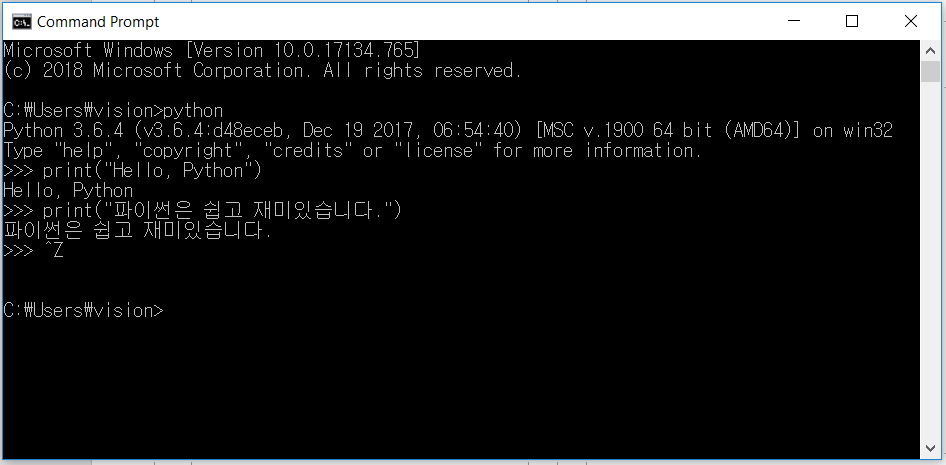 Command Prompt
Microsoft Windows [Version 10.0.17134.765]
(c) 2018 Microsoft Corporation. All rights reserved.
C:₩Users₩vision>python
Python 3.6.4 (v3.6.4:d48eceb, Dec 19 2017, 06:54:40) [MSC v.1900 64 bit (AMD64)] on win32
Type "help", "copyright", "credits" or "license" for more information.
>>> print("Hello, Python")
Hello, Python
>>> print("파이썬은 쉽고 재미있습니다.")
파이썬은 쉽고 재미있습니다.
>>> ^Z
C:₩Users₩vision>